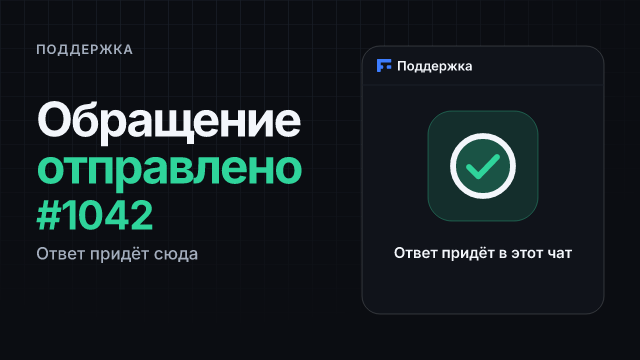 ПОДДЕРЖКА
Обращение
отправлено
#1042
Ответ придёт сюда
Поддержка
Ответ придёт в этот чат